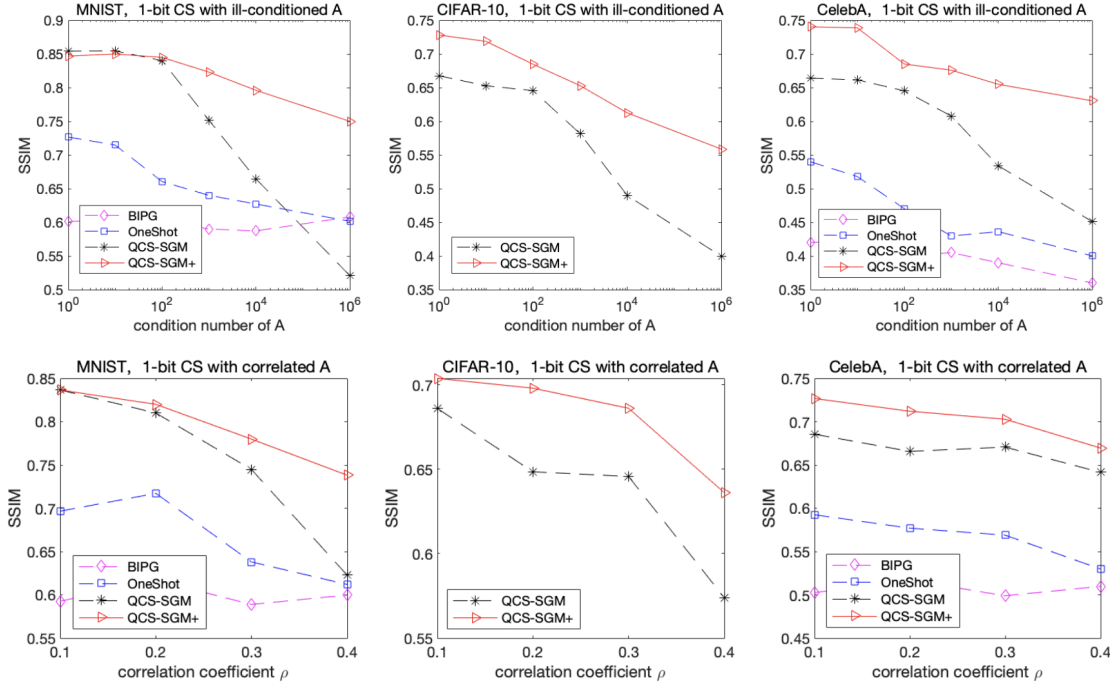 MNIST, 1-bit CS with ill-conditioned A
0.9
0.85
0.8
0.75
0.7
0.65
0.6
0.55
0.5
SSIM
BIPG
OneShot
QCS-SGM
QCS-SGM+
10^0 10^2 10^4 10^6
condition number of A
CIFAR-10, 1-bit CS with ill-conditioned A
0.75
0.7
0.65
0.6
0.55
0.5
0.45
0.4
0.35
SSIM
QCS-SGM
QCS-SGM+
10^0 10^2 10^4 10^6
condition number of A
CelebA, 1-bit CS with ill-conditioned A
0.75
0.7
0.65
0.6
0.55
0.5
0.45
0.4
0.35
SSIM
BIPG
OneShot
QCS-SGM
QCS-SGM+
10^0 10^2 10^4 10^6
condition number of A
MNIST, 1-bit CS with correlated A
0.85
0.8
0.75
0.7
0.65
0.6
0.55
SSIM
BIPG
OneShot
QCS-SGM
QCS-SGM+
0.1 0.2 0.3 0.4
correlation coefficient ρ
CIFAR-10, 1-bit CS with correlated A
0.7
0.65
0.6
0.55
SSIM
QCS-SGM
QCS-SGM+
0.1 0.2 0.3 0.4
correlation coefficient ρ
CelebA, 1-bit CS with correlated A
0.75
0.7
0.65
0.6
0.55
0.5
0.45
SSIM
BIPG
OneShot
QCS-SGM
QCS-SGM+
0.1 0.2 0.3 0.4
correlation coefficient ρ